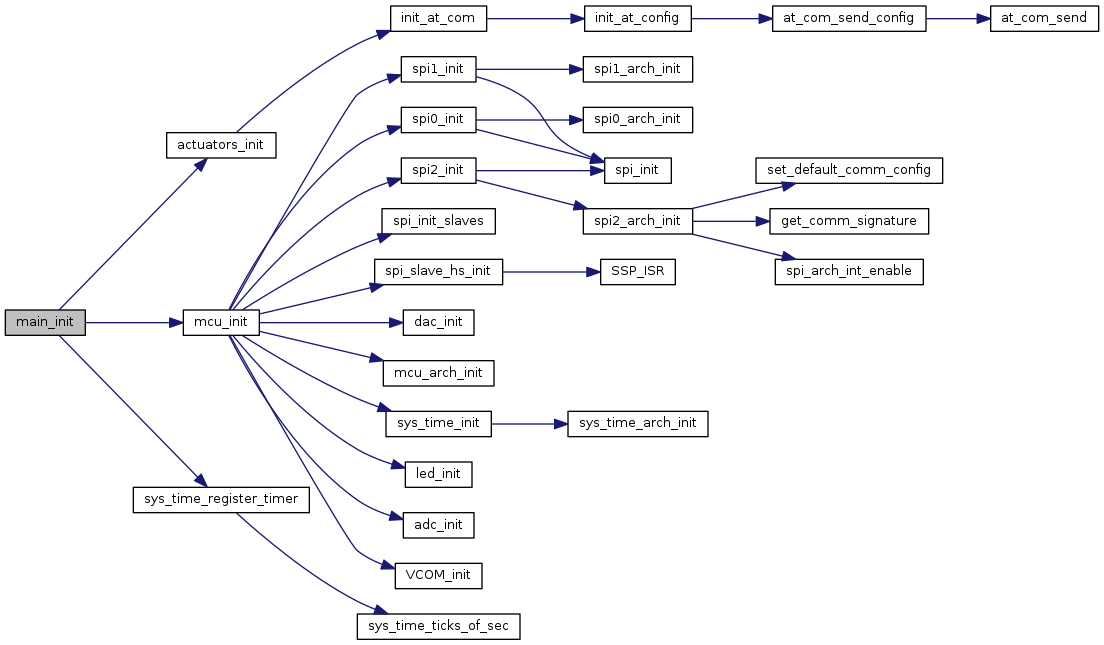 init_at_com
init_at_config
at_com_send_config
at_com_send
spi1_init
spi1_arch_init
spi0_init
spi0_arch_init
actuators_init
spi2_init
spi_init
set_default_comm_config
spi_init_slaves
spi2_arch_init
get_comm_signature
spi_slave_hs_init
SSP_ISR
spi_arch_int_enable
main_init
mcu_init
dac_init
mcu_arch_init
sys_time_init
sys_time_arch_init
led_init
sys_time_register_timer
adc_init
VCOM_init
sys_time_ticks_of_sec